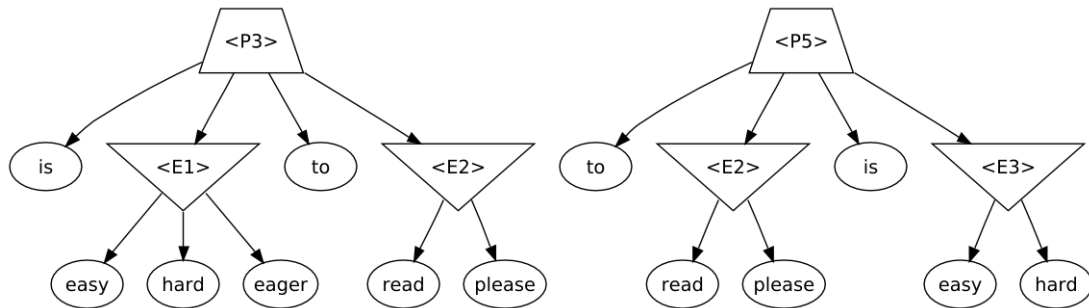 <P3> <P5>
is <E1> to <E2> to <E2> is <E3>
easy hard eager read please read please easy hard